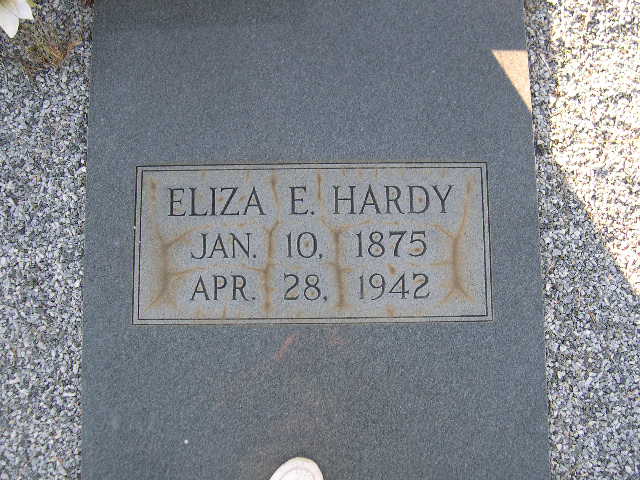 ELIZA E. HARDY
JAN. 10, 1875
APR. 28, 1942